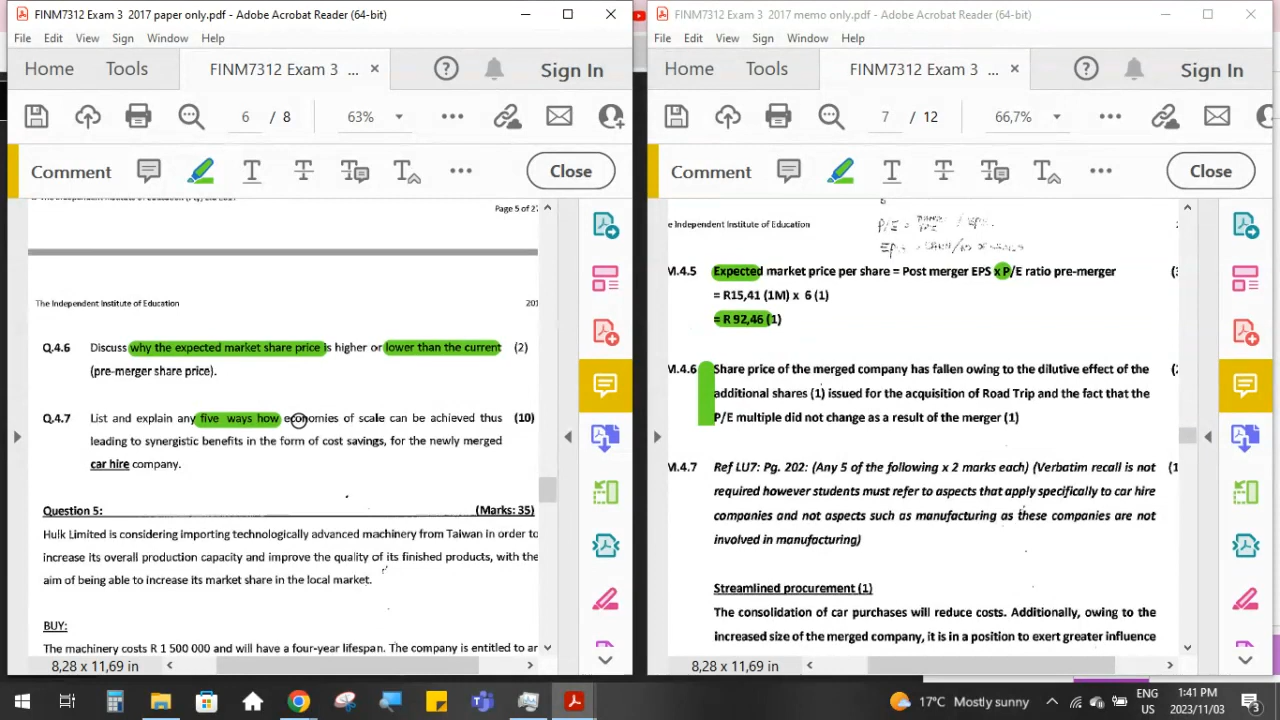 FINM7312 Exam 3 2017 paper only.pdf - Adobe Acrobat Reader (64-bit)
File Edit View Sign Window Help
Home Tools FINM7312 Exam 3 ... Sign In
6 / 8 63%
Comment Close
Page 5 of 27
The Independent Institute of Education 201
Q.4.6 Discuss why the expected market share price is higher or lower than the current (2)
(pre-merger share price).
Q.4.7 List and explain any five ways how economies of scale can be achieved thus (10)
leading to synergistic benefits in the form of cost savings, for the newly merged
car hire company.
Question 5: (Marks: 35)
Hulk Limited is considering importing technologically advanced machinery from Taiwan in order to
increase its overall production capacity and improve the quality of its finished products, with the
aim of being able to increase its market share in the local market.
BUY:
The machinery costs R 1 500 000 and will have a four-year lifespan. The company is entitled to an
8,28 x 11,69 in
FINM7312 Exam 3 2017 memo only.pdf - Adobe Acrobat Reader (64-bit)
File Edit View Sign Window Help
Home Tools FINM7312 Exam 3 ... Sign In
7 / 12 66,7%
Comment Close
e Independent Institute of Education
P/E =
M.4.5 Expected market price per share = Post merger EPS x P/E ratio pre-merger
= R15,41 (1M) x 6 (1)
= R 92,46 (1)
M.4.6 Share price of the merged company has fallen owing to the dilutive effect of the
additional shares (1) issued for the acquisition of Road Trip and the fact that the
P/E multiple did not change as a result of the merger (1)
M.4.7 Ref LU7: Pg. 202: (Any 5 of the following x 2 marks each) (Verbatim recall is not
required however students must refer to aspects that apply specifically to car hire
companies and not aspects such as manufacturing as these companies are not
involved in manufacturing)
Streamlined procurement (1)
The consolidation of car purchases will reduce costs. Additionally, owing to the
increased size of the merged company, it is in a position to exert greater influence
8,28 x 11,69 in
17°C Mostly sunny ENG US 1:41 PM 2023/11/03 3